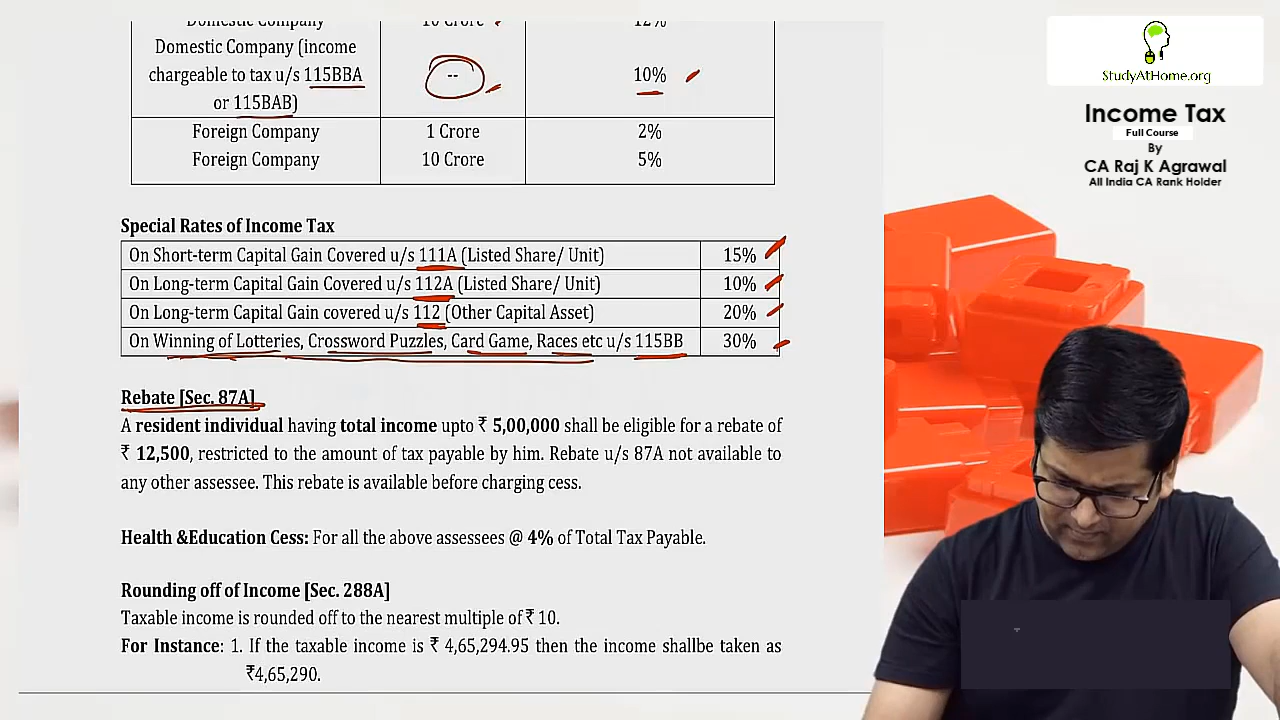 Domestic Company 10 Crore 12%
Domestic Company (income
chargeable to tax u/s 115BBA -- 10%
or 115BAB)
Foreign Company 1 Crore 2%
Foreign Company 10 Crore 5%
Special Rates of Income Tax
On Short-term Capital Gain Covered u/s 111A (Listed Share/ Unit) 15%
On Long-term Capital Gain Covered u/s 112A (Listed Share/ Unit) 10%
On Long-term Capital Gain covered u/s 112 (Other Capital Asset) 20%
On Winning of Lotteries, Crossword Puzzles, Card Game, Races etc u/s 115BB 30%
Rebate [Sec. 87A]
A resident individual having total income upto ₹ 5,00,000 shall be eligible for a rebate of
₹ 12,500, restricted to the amount of tax payable by him. Rebate u/s 87A not available to
any other assessee. This rebate is available before charging cess.
Health &Education Cess: For all the above assessees @ 4% of Total Tax Payable.
Rounding off of Income [Sec. 288A]
Taxable income is rounded off to the nearest multiple of ₹ 10.
For Instance: 1. If the taxable income is ₹ 4,65,294.95 then the income shallbe taken as
₹4,65,290.
StudyAtHome.org
Income Tax
Full Course
By
CA Raj K Agrawal
All India CA Rank Holder